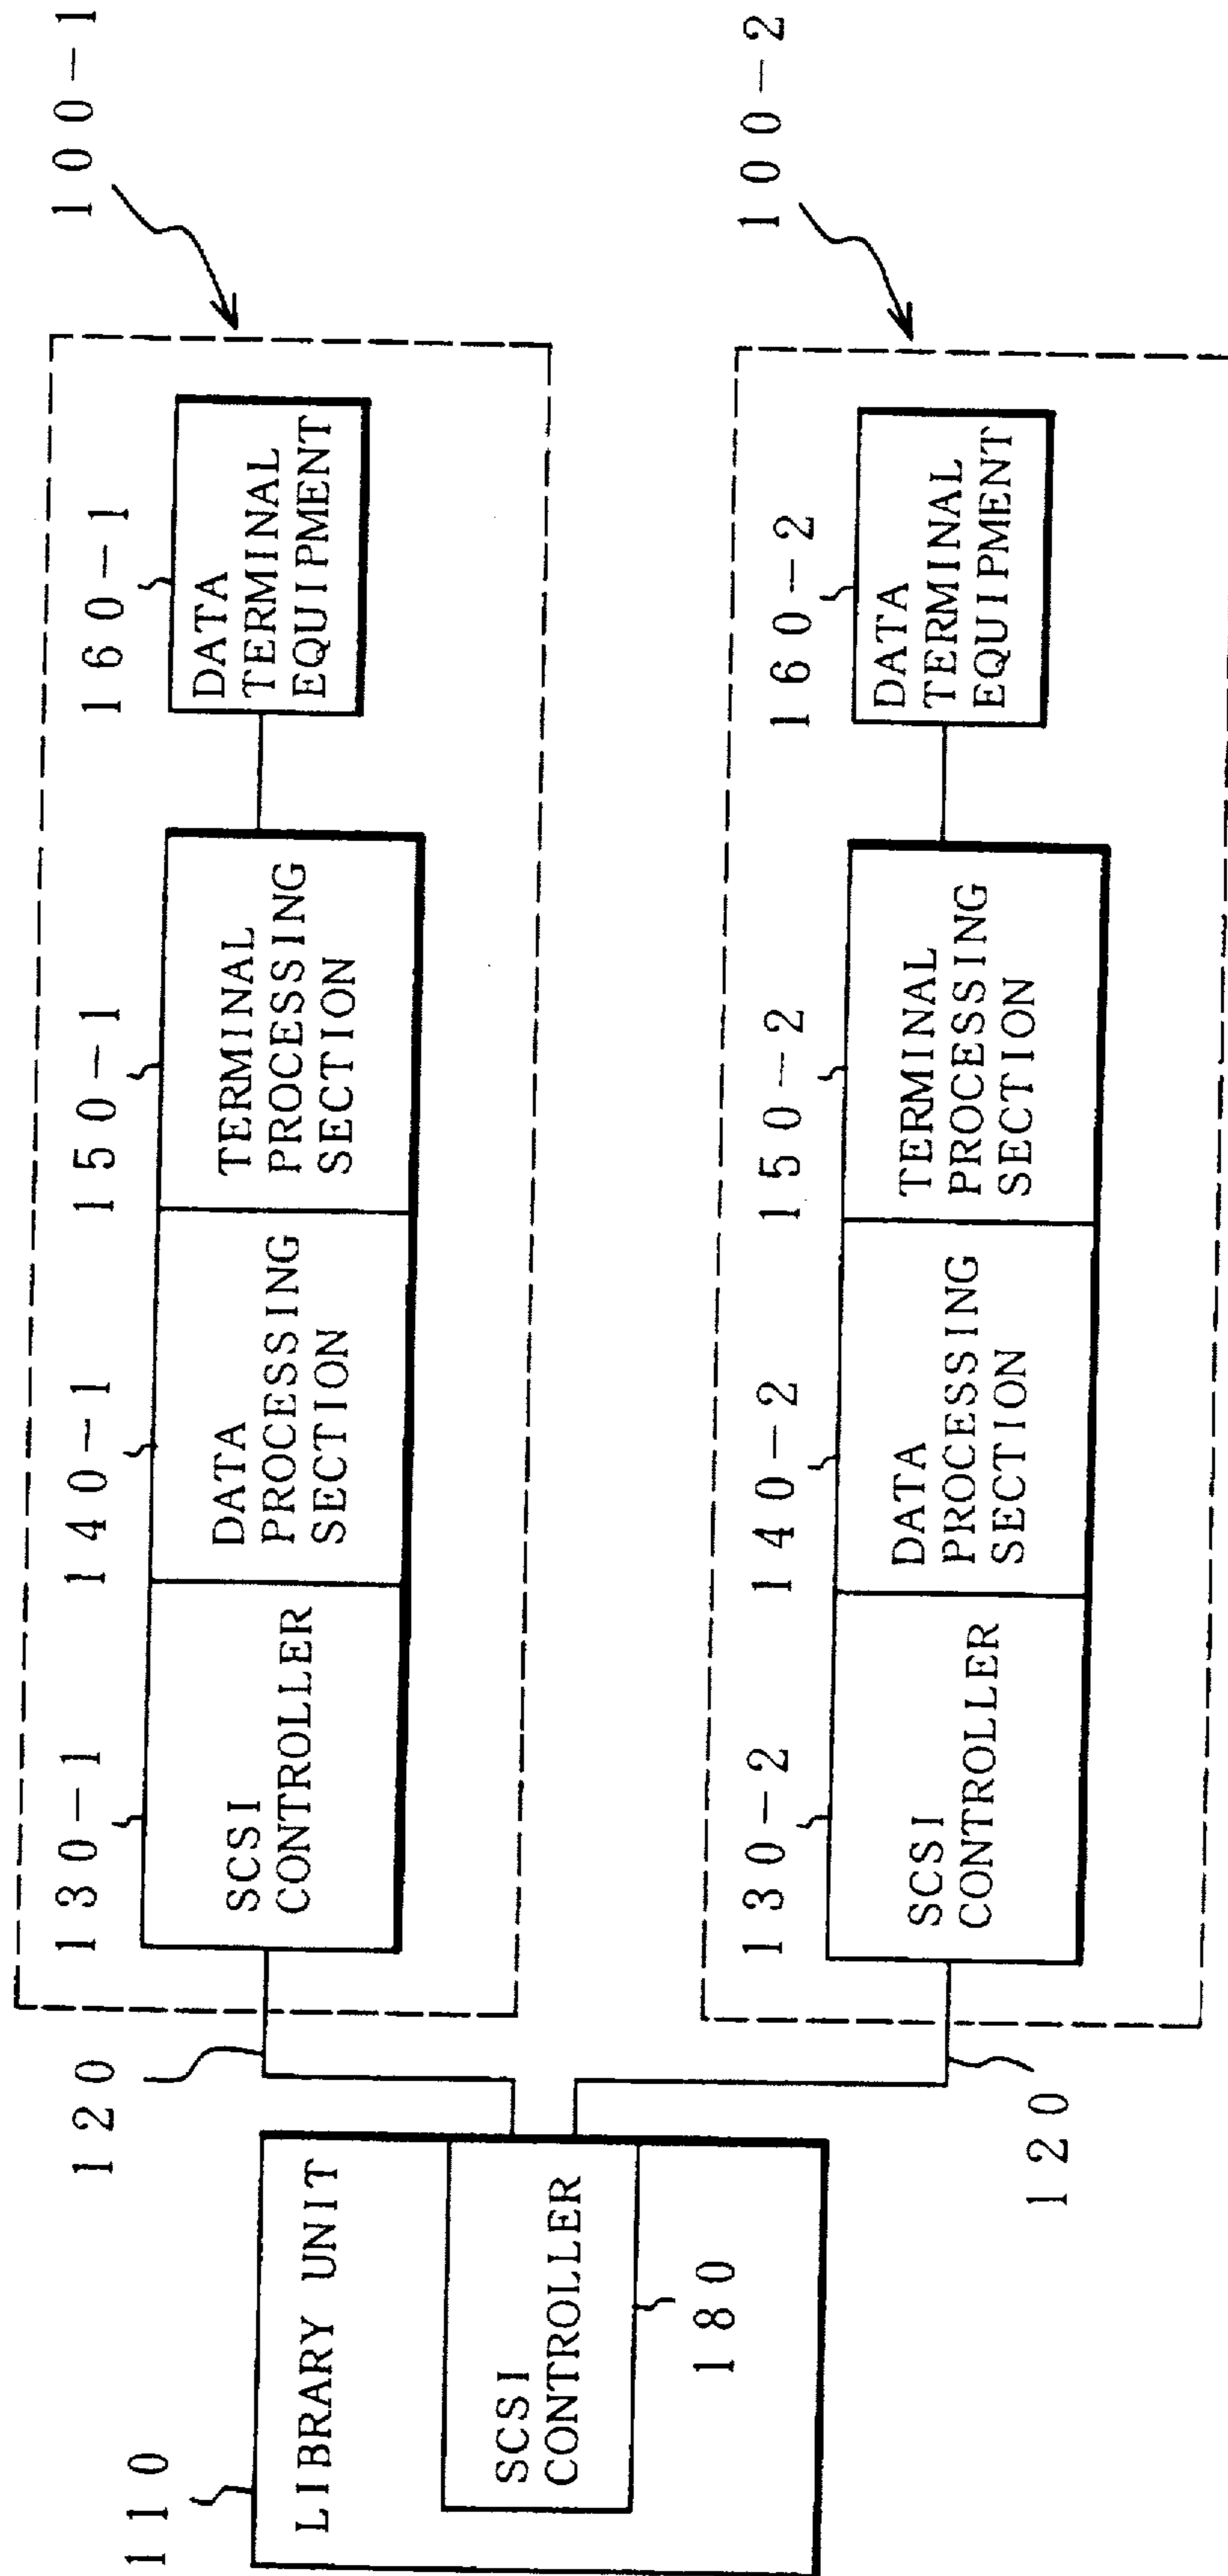 100-1
160-1
DATA
TERMINAL
EQUIPMENT
150-1
TERMINAL
PROCESSING
SECTION
140-1
DATA
PROCESSING
SECTION
130-1
SCSI
CONTROLLER
120
110
LIBRARY UNIT
SCSI
CONTROLLER
180
120
100-2
160-2
DATA
TERMINAL
EQUIPMENT
150-2
TERMINAL
PROCESSING
SECTION
140-2
DATA
PROCESSING
SECTION
130-2
SCSI
CONTROLLER